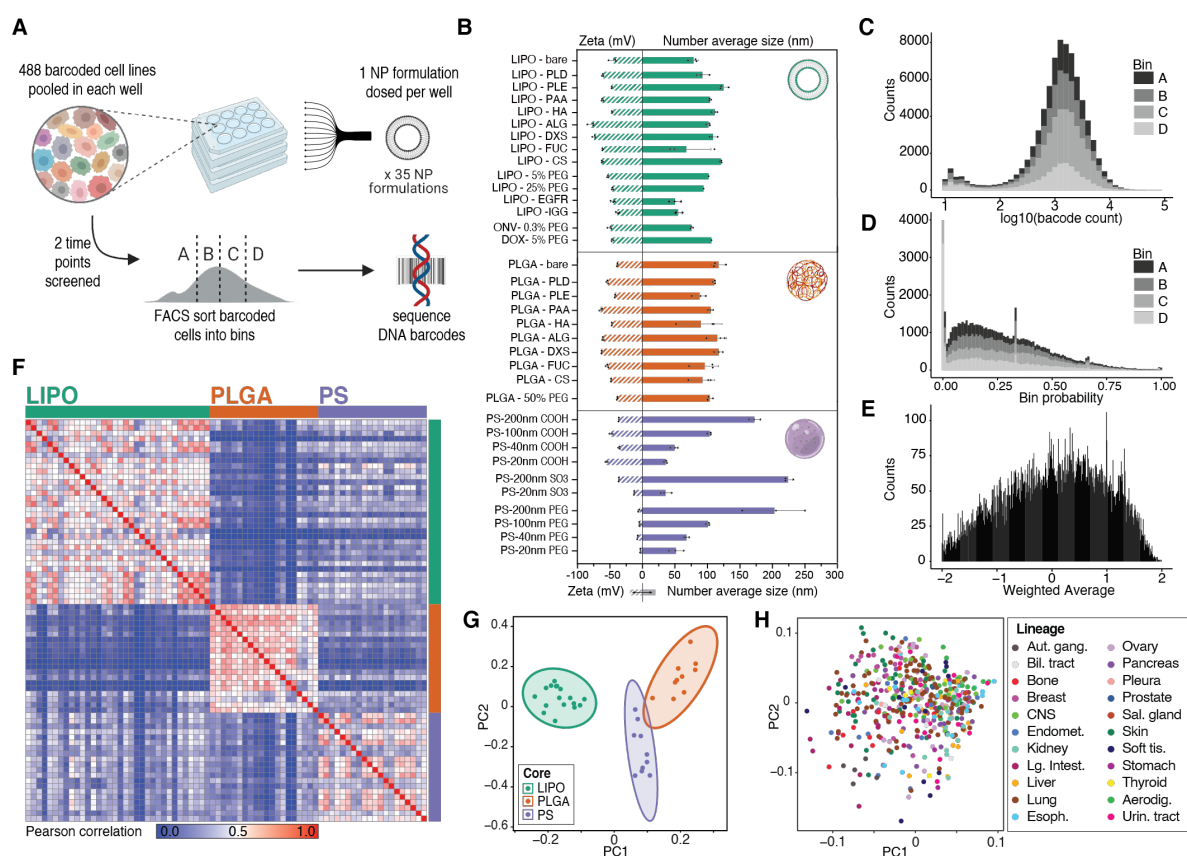 A
488 barcoded cell lines
pooled in each well
1 NP formulation
dosed per well
x 35 NP
formulations
2 time
points
screened
A B C D
FACS sort barcoded
cells into bins
sequence
DNA barcodes
B
Zeta (mV) Number average size (nm)
LIPO - bare
LIPO - PLD
LIPO - PLE
LIPO - PAA
LIPO - HA
LIPO - ALG
LIPO - DXS
LIPO - FUC
LIPO - CS
LIPO - 5% PEG
LIPO - 25% PEG
LIPO - EGFR
LIPO -IGG
ONV- 0.3% PEG
DOX- 5% PEG
PLGA - bare
PLGA - PLD
PLGA - PLE
PLGA - PAA
PLGA - HA
PLGA - ALG
PLGA - DXS
PLGA - FUC
PLGA - CS
PLGA - 50% PEG
PS-200nm COOH
PS-100nm COOH
PS-40nm COOH
PS-20nm COOH
PS-200nm SO3
PS-20nm SO3
PS-200nm PEG
PS-100nm PEG
PS-40nm PEG
PS-20nm PEG
-100 -50 0 50 100 150 200 250 300
Zeta (mV) Number average size (nm)
C
Counts
8000
6000
4000
2000
0
Bin
A
B
C
D
1 2 3 4 5
log10(bacode count)
D
Counts
4000
3000
2000
1000
0
Bin
A
B
C
D
0.00 0.25 0.50 0.75 1.00
Bin probability
E
Counts
100
75
50
25
0
−2 −1 0 1 2
Weighted Average
F
LIPO PLGA PS
Pearson correlation 0.0 0.5 1.0
G
PC2
0.4
0.2
0
−0.2
−0.4
−0.6
Core
LIPO
PLGA
PS
−0.2 0 0.2
PC1
H
PC2
0.1
0
−0.1
−0.1 0 0.1
PC1
Lineage
Aut. gang. Ovary
Bil. tract Pancreas
Bone Pleura
Breast Prostate
CNS Sal. gland
Endomet. Skin
Kidney Soft tis.
Lg. Intest. Stomach
Liver Thyroid
Lung Aerodig.
Esoph. Urin. tract